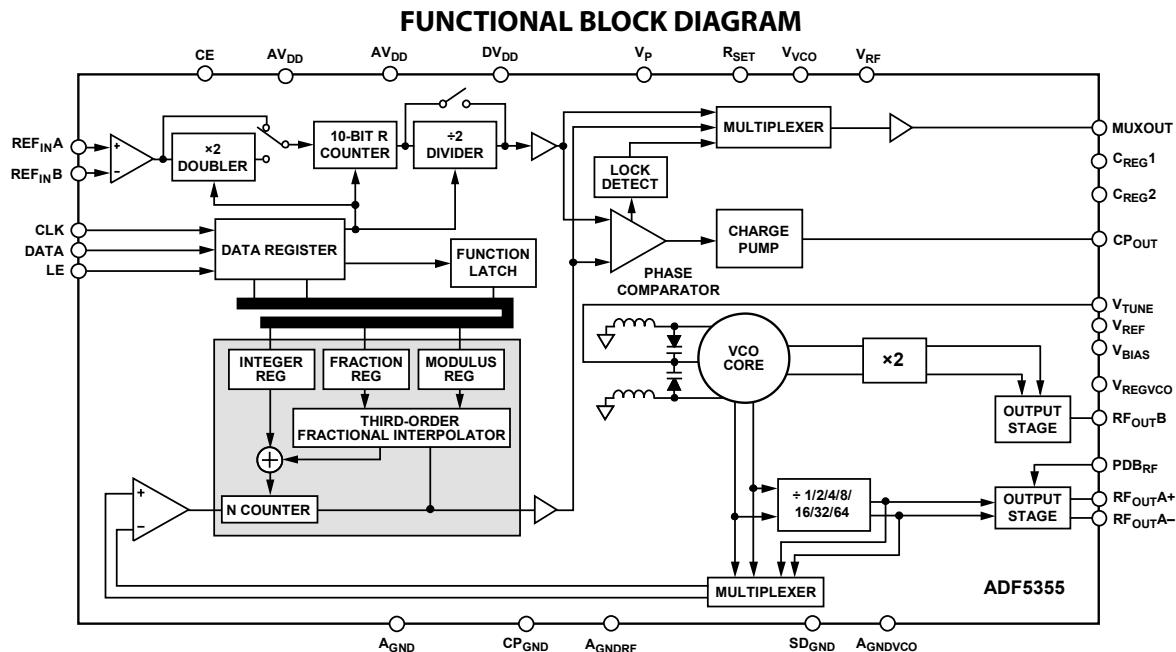 FUNCTIONAL BLOCK DIAGRAM
CE
AVDD
AVDD
DVDD
VP
RSET
VVCO
VRF
REFINA
REFINB
+
−
×2
DOUBLER
10-BIT R
COUNTER
÷2
DIVIDER
MULTIPLEXER
MUXOUT
LOCK
DETECT
CREG1
CREG2
CLK
DATA
LE
DATA REGISTER
FUNCTION
LATCH
CHARGE
PUMP
CPOUT
PHASE
COMPARATOR
VTUNE
VREF
VBIAS
VREGVCO
INTEGER
REG
FRACTION
REG
MODULUS
REG
VCO
CORE
×2
OUTPUT
STAGE
RFOUTB
THIRD-ORDER
FRACTIONAL INTERPOLATOR
+
N COUNTER
+
−
÷ 1/2/4/8/
16/32/64
PDBRF
OUTPUT
STAGE
RFOUTA+
RFOUTA−
MULTIPLEXER
ADF5355
AGND
CPGND
AGNDRF
SDGND
AGNDVCO